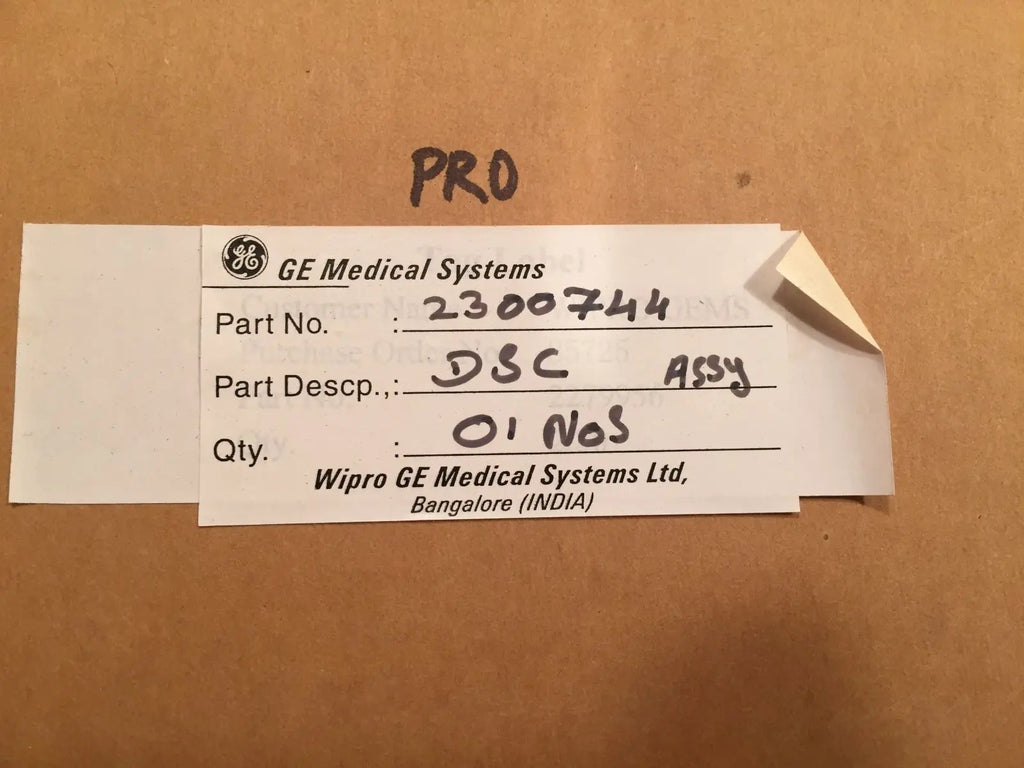 PRO
GE Medical Systems
Part No. : 2300744
Part Descp.,: DSC ASSY
Qty. : 01 NOS
Wipro GE Medical Systems Ltd,
Bangalore (INDIA)